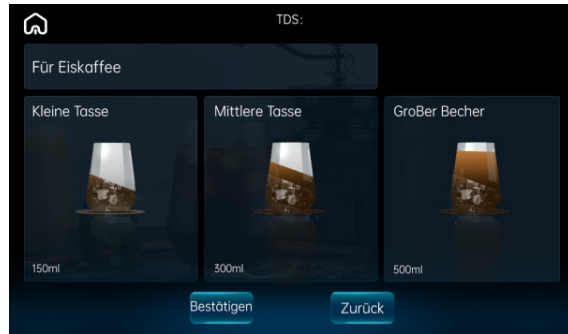 TDS:
Für Eiskaffee
Kleine Tasse
Mittlere Tasse
GroBer Becher
150ml
300ml
500ml
Bestätigen
Zurück